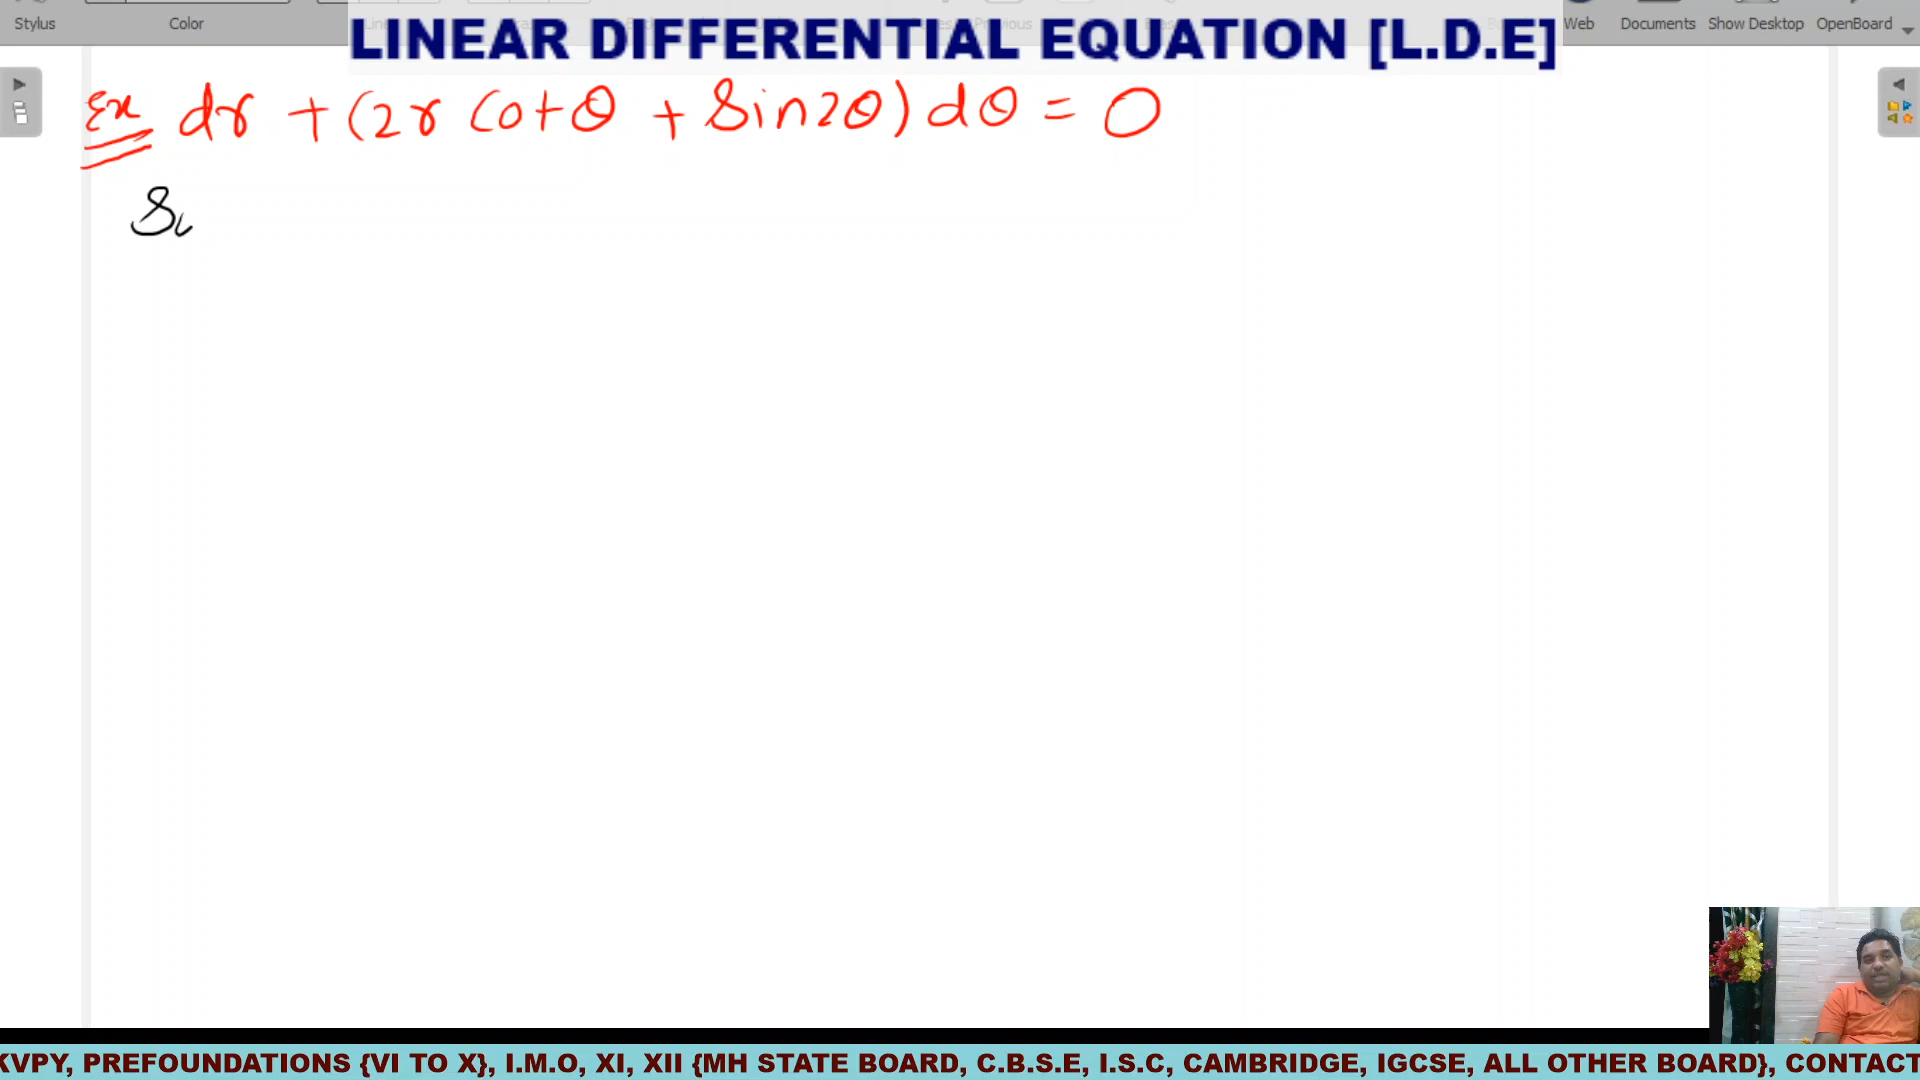 Stylus
Color
LINEAR DIFFERENTIAL EQUATION [L.D.E]
Web
Documents
Show Desktop
OpenBoard
Ex dr + (2r Cotθ + Sin2θ) dθ = 0
KVPY, PREFOUNDATIONS {VI TO X}, I.M.O, XI, XII {MH STATE BOARD, C.B.S.E, I.S.C, CAMBRIDGE, IGCSE, ALL OTHER BOARD}, CONTACT